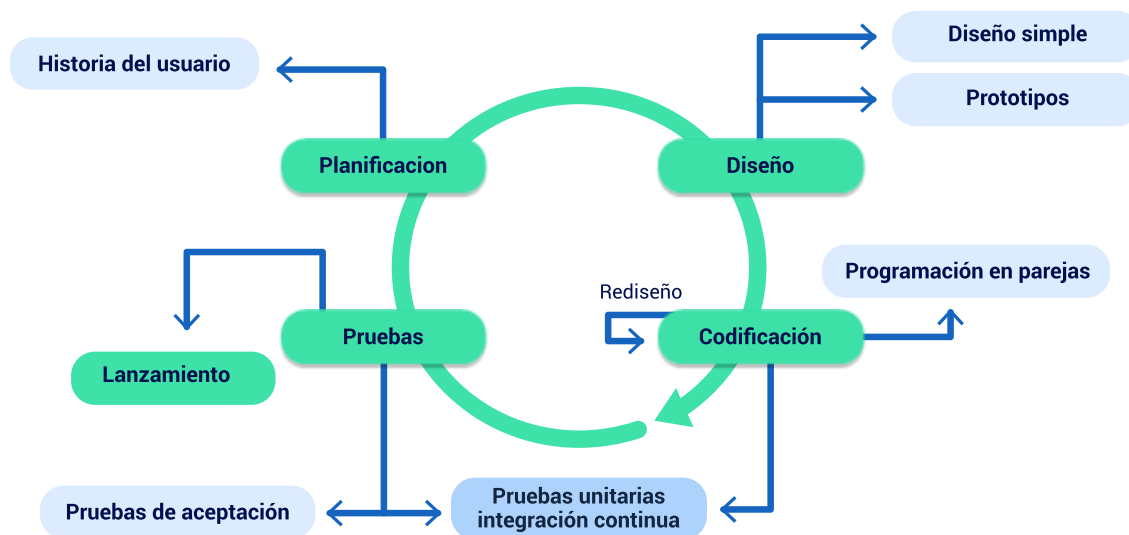 Historia del usuario
Diseño simple
Prototipos
Planificacion
Diseño
Programación en parejas
Rediseño
Pruebas
Codificación
Lanzamiento
Pruebas de aceptación
Pruebas unitarias
integración continua